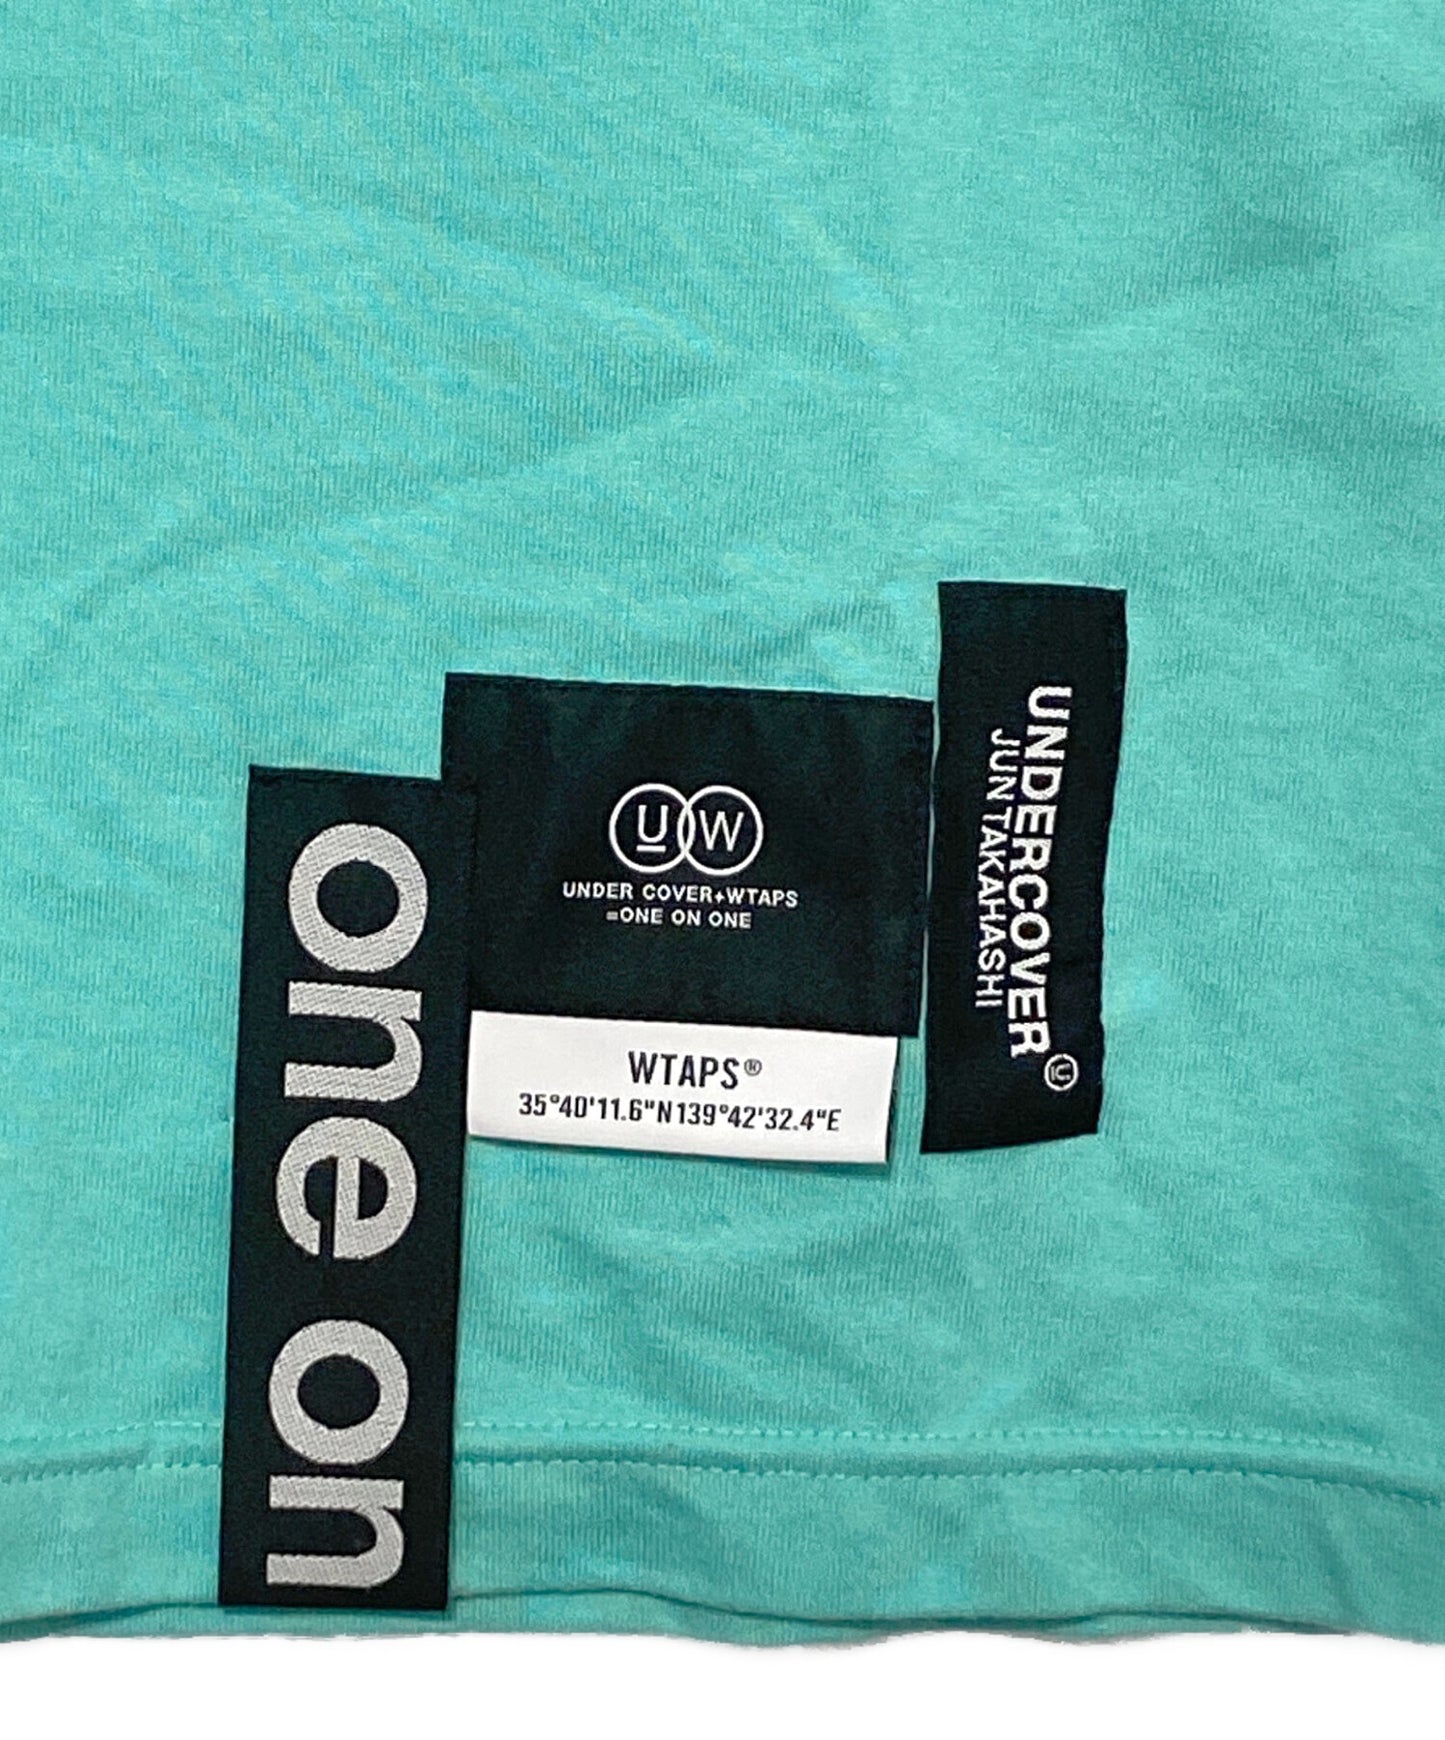 one on
U W
UNDER COVER+WTAPS
=ONE ON ONE
WTAPS®
35°40'11.6"N139°42'32.4"E
UNDERCOVER
JUN TAKAHASHI
U